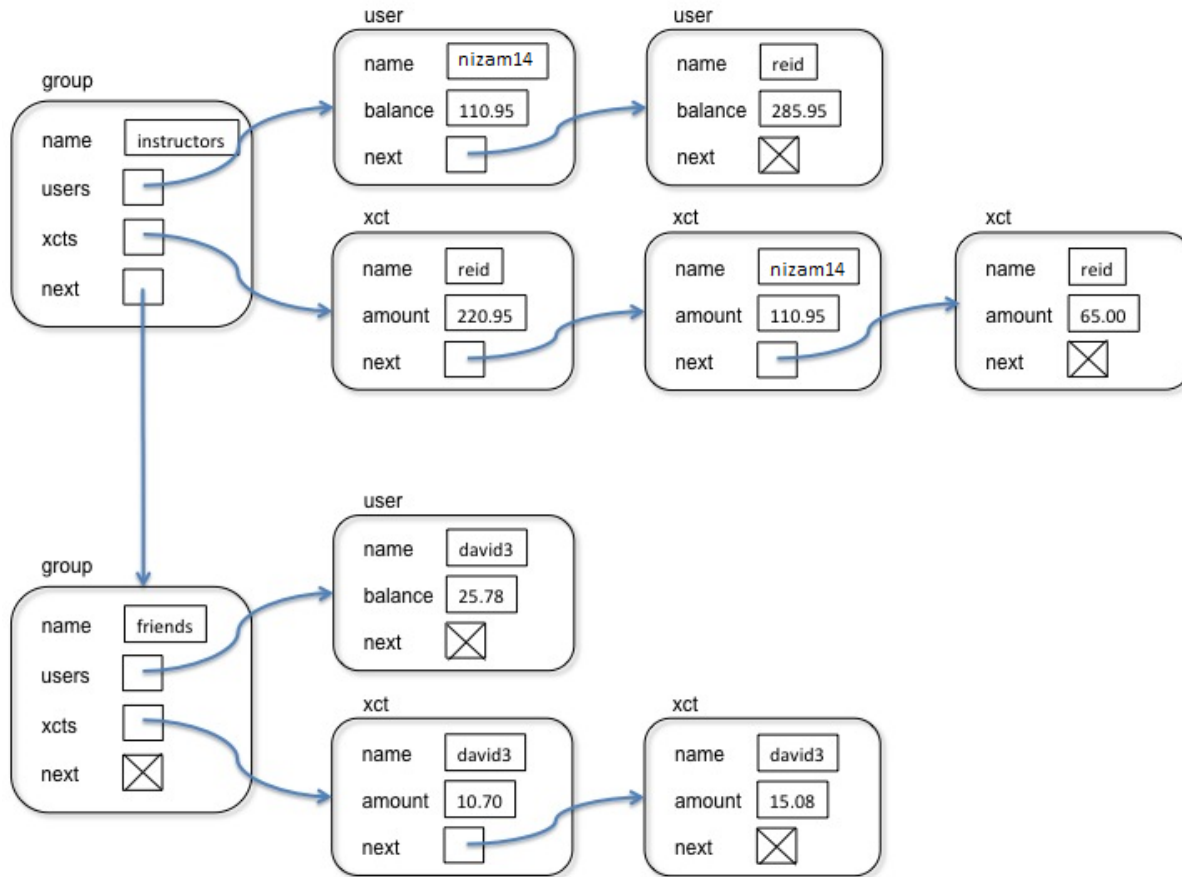 group
name instructors
users
xcts
next
user
name nizam14
balance 110.95
next
user
name reid
balance 285.95
next
xct
name reid
amount 220.95
next
xct
name nizam14
amount 110.95
next
xct
name reid
amount 65.00
next
group
name friends
users
xcts
next
user
name david3
balance 25.78
next
xct
name david3
amount 10.70
next
xct
name david3
amount 15.08
next